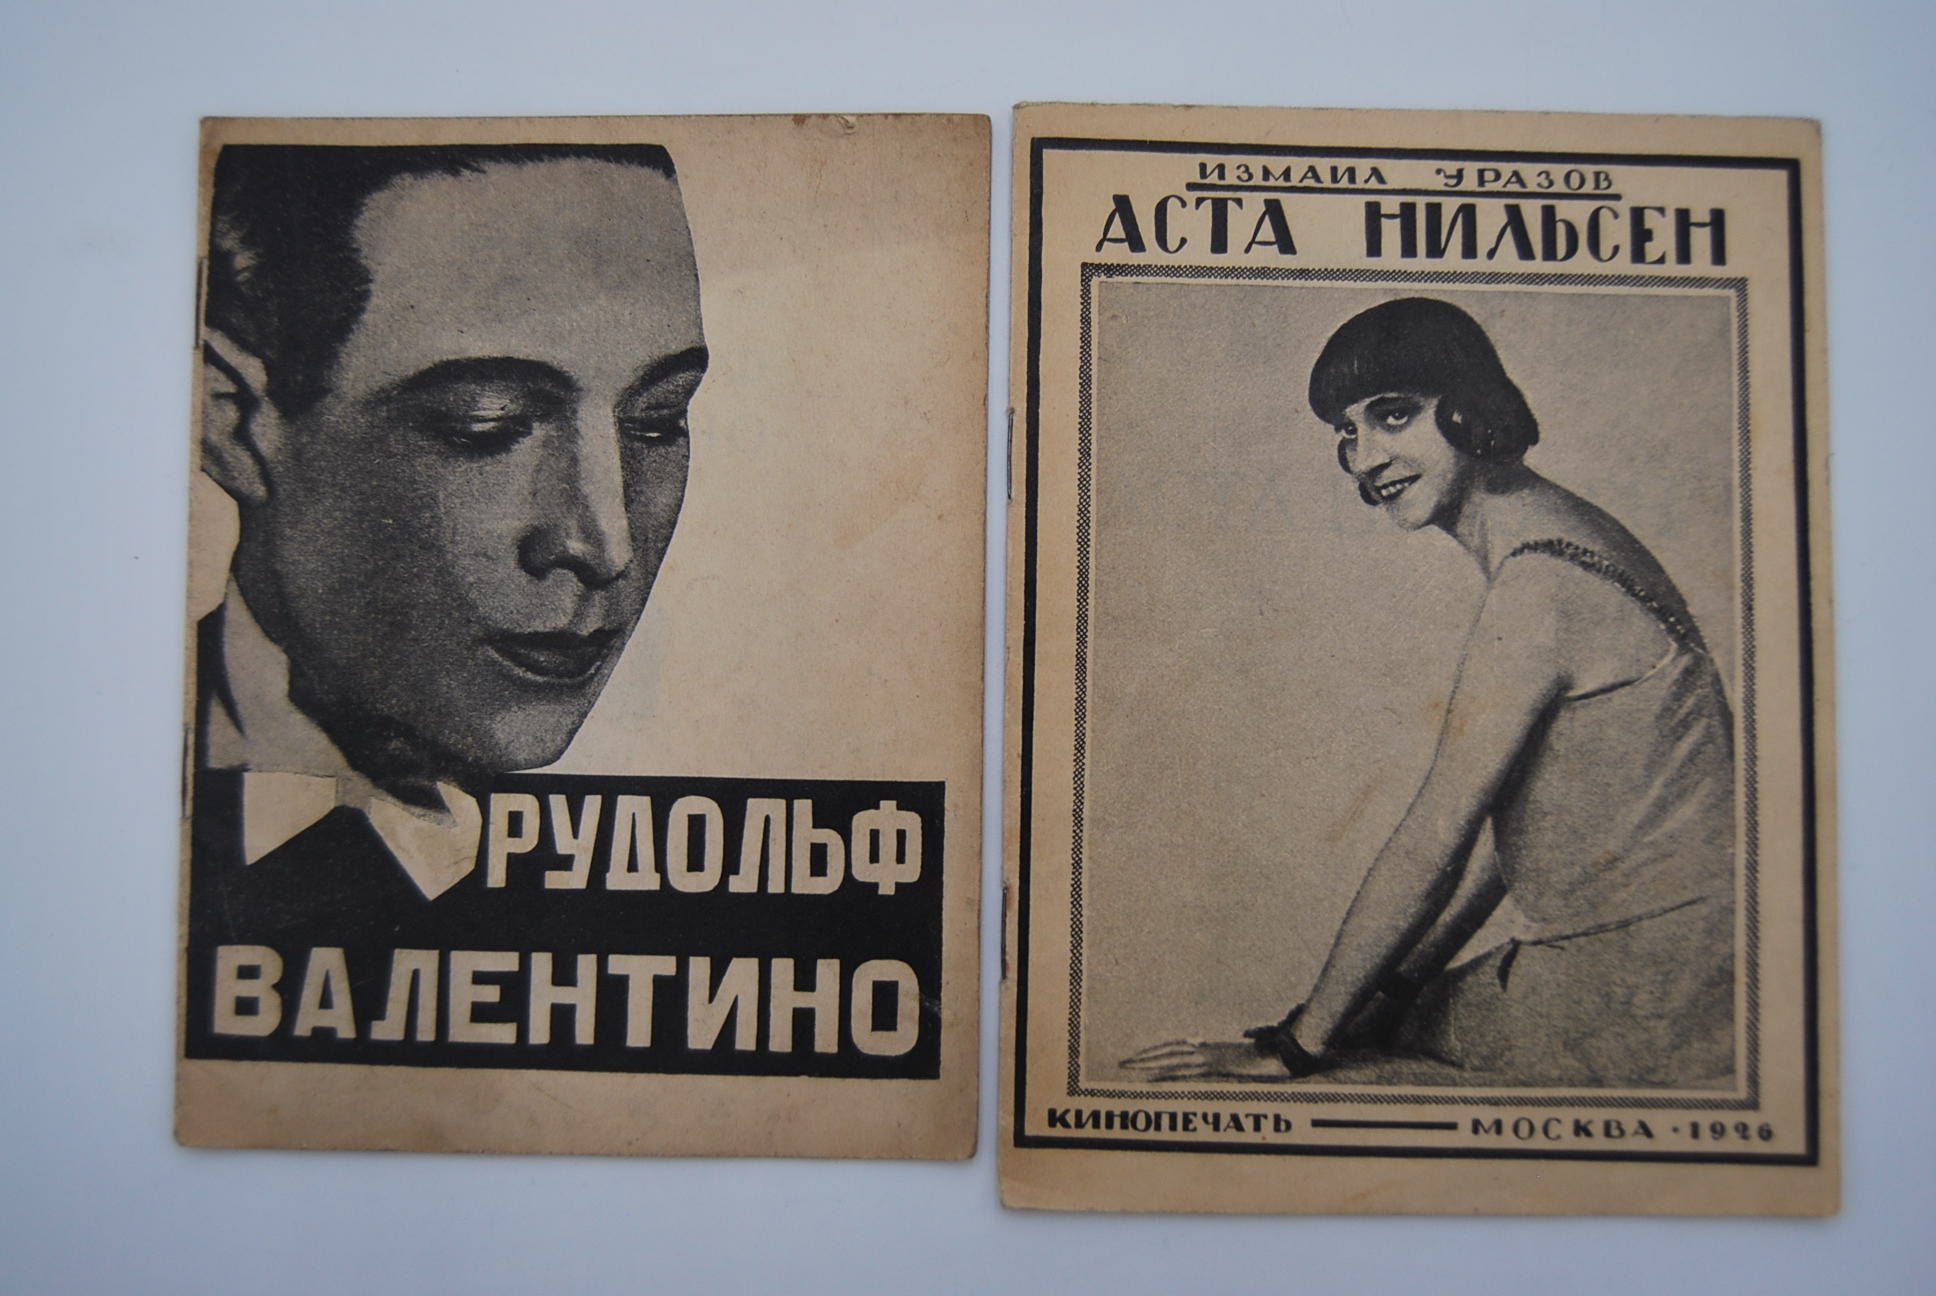 РУДОЛЬФ
ВАЛЕНТИНО
ИЗМАИЛ УРАЗОВ
АСТА НИЛЬСЕН
КИНОПЕЧАТЬ — МОСКВА · 1926